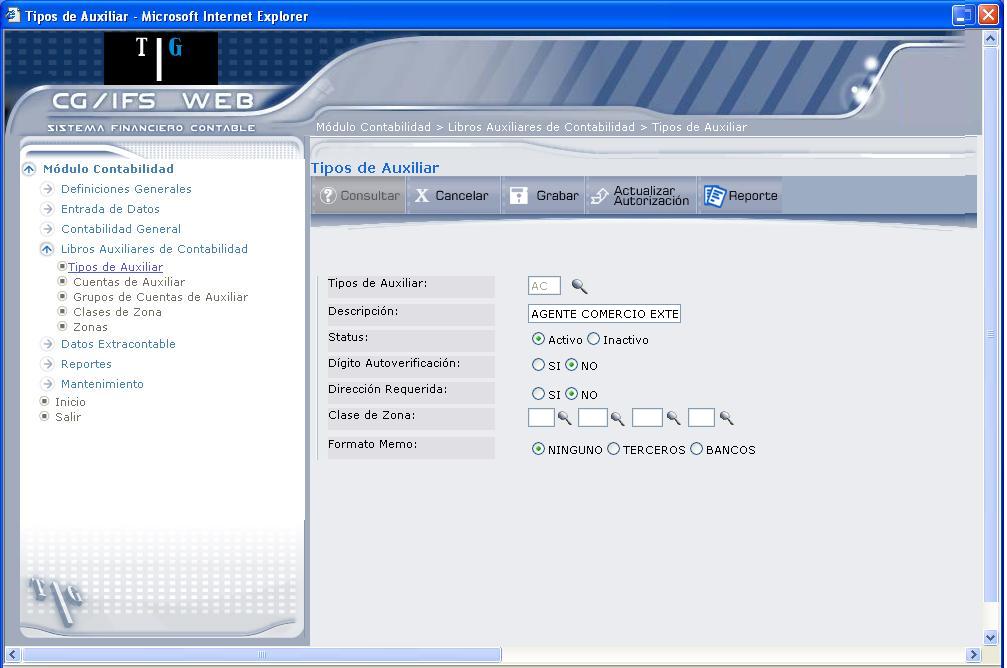 Tipos de Auxiliar - Microsoft Internet Explorer
T G
CG/IFS WEB
SISTEMA FINANCIERO CONTABLE
Módulo Contabilidad > Libros Auxiliares de Contabilidad > Tipos de Auxiliar
Módulo Contabilidad
Definiciones Generales
Entrada de Datos
Contabilidad General
Libros Auxiliares de Contabilidad
Tipos de Auxiliar
Cuentas de Auxiliar
Grupos de Cuentas de Auxiliar
Clases de Zona
Zonas
Datos Extracontable
Reportes
Mantenimiento
Inicio
Salir
T G
Tipos de Auxiliar
? Consultar X Cancelar Grabar Actualizar Autorización Reporte
Tipos de Auxiliar: AC
Descripción: AGENTE COMERCIO EXTE
Status: Activo Inactivo
Dígito Autoverificación: SI NO
Dirección Requerida: SI NO
Clase de Zona:
Formato Memo: NINGUNO TERCEROS BANCOS